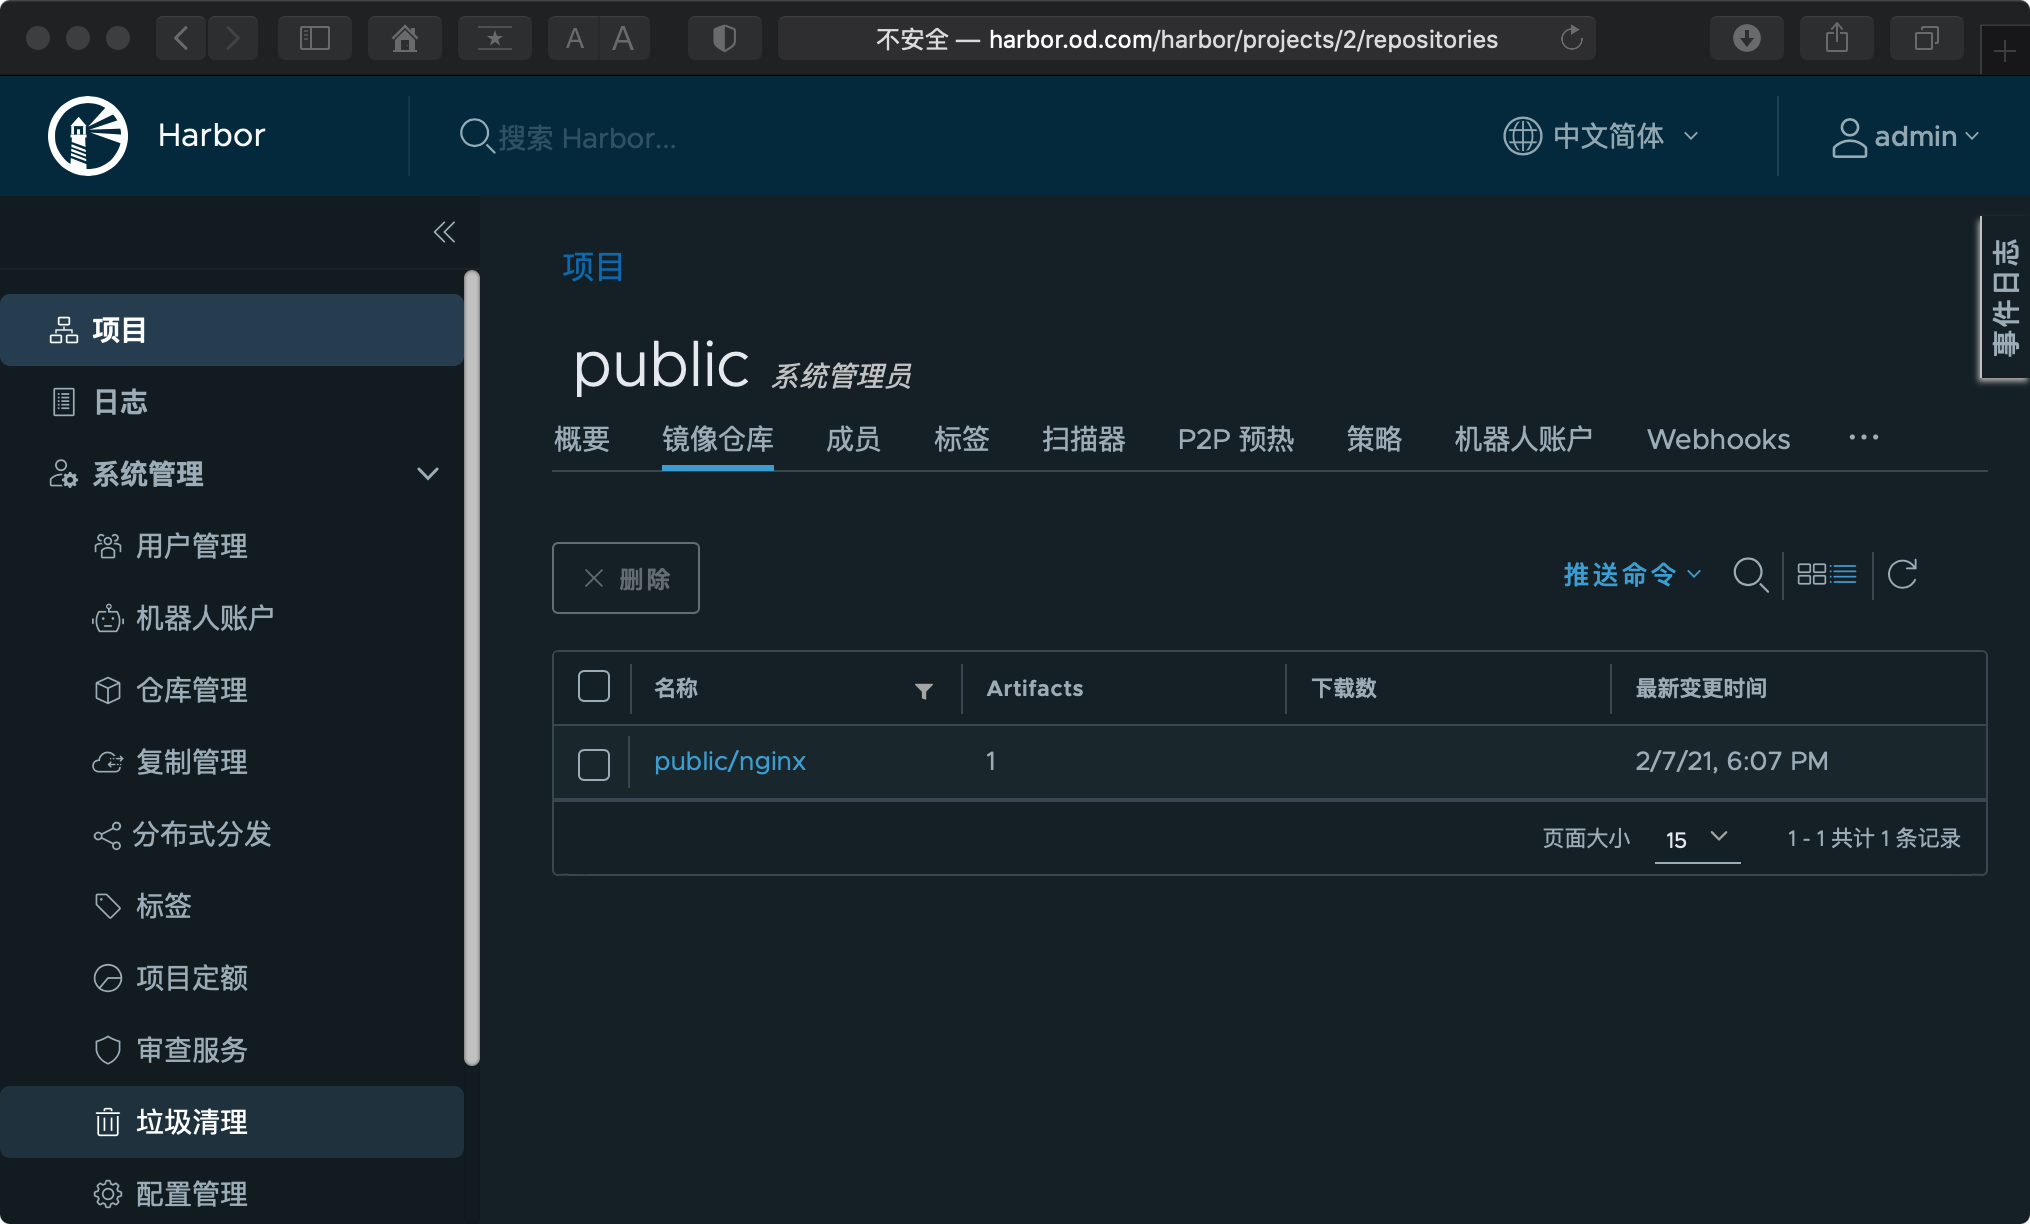 A A 不安全 — harbor.od.com/harbor/projects/2/repositories
Harbor
搜索 Harbor...
中文简体
admin
项目
日志
系统管理
用户管理
机器人账户
仓库管理
复制管理
分布式分发
标签
项目定额
审查服务
垃圾清理
配置管理
事件日志
项目
public 系统管理员
概要 镜像仓库 成员 标签 扫描器 P2P 预热 策略 机器人账户 Webhooks ...
删除
推送命令
名称 Artifacts 下载数 最新变更时间
public/nginx 1 2/7/21, 6:07 PM
页面大小 15 1 - 1 共计 1 条记录